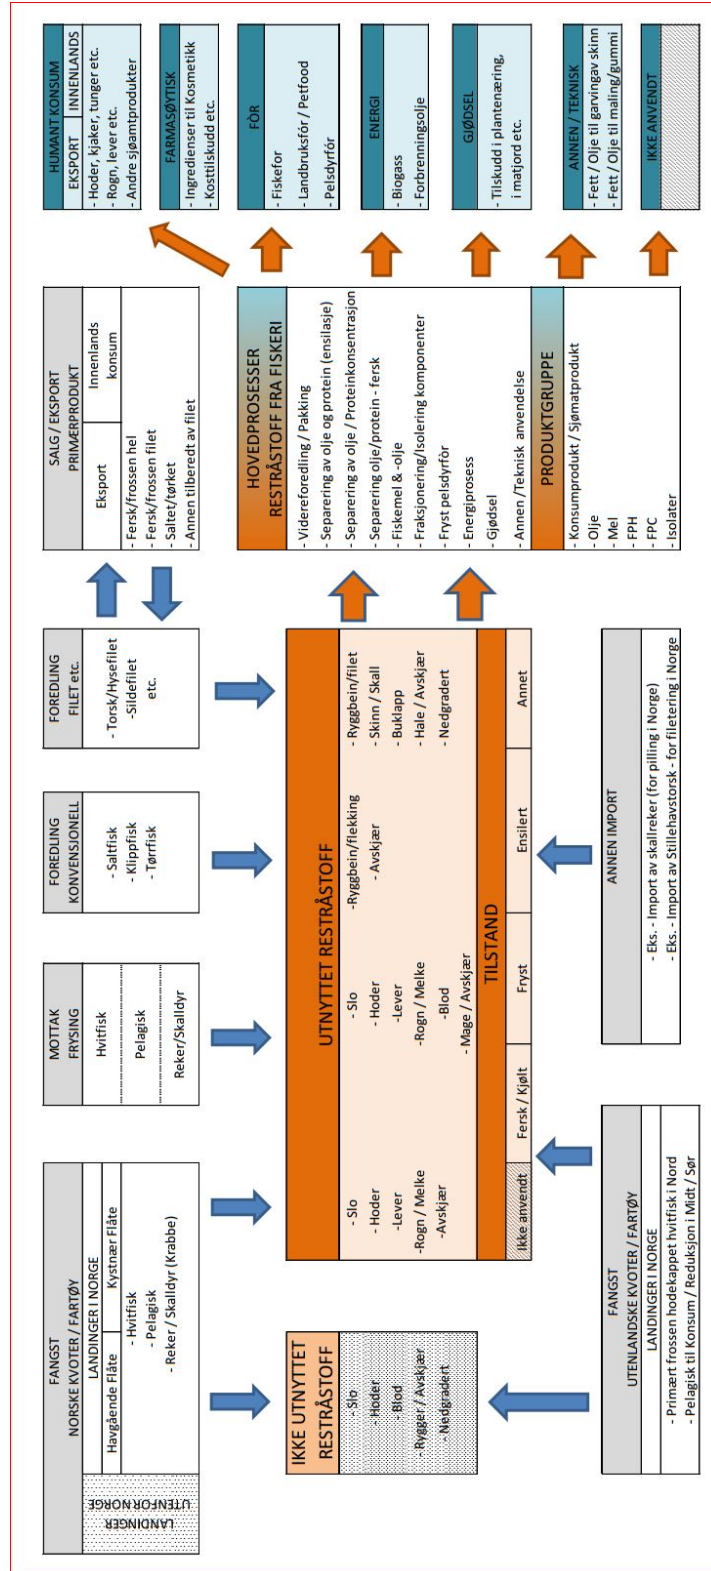 FANGST
NORSKE KVOTER / FARTØY
LANDINGER UTENFOR NORGE
LANDINGER I NORGE
Havgående Flåte
Kystnær Flåte
- Hvitfisk
- Pelagisk
- Reker / Skalldyr (Krabbe)
MOTTAK
FRYSING
Hvitfisk
Pelagisk
Reker/Skalldyr
FOREDLING
KONVENSJONELL
- Saltfisk
- Klippfisk
- Tørrfisk
FOREDLING
FILET etc.
- Torsk/Hysefilet
-Sildefilet
etc.
SALG / EKSPORT
PRIMÆRPRODUKT
Eksport
Innenlands
konsum
- Fersk/frossen hel
- Fersk/frossen filet
- Saltet/tørket
- Annen tilberedt av filet
HUMANT KONSUM
EKSPORT
INNENLANDS
- Hoder, kjaker, tunger etc.
- Rogn, lever etc.
- Andre sjøamtprodukter
FARMASØYTISK
- Ingredienser til Kosmetikk
- Kosttilskudd etc.
FÒR
- Fiskefor
- Landbruksfór / Petfood
- Pelsdyrfór
ENERGI
- Biogass
- Forbrenningsolje
GJØDSEL
- Tilskudd i plantenæring,
i matjord etc.
ANNEN / TEKNISK
- Fett / Olje til garvingav skinn
- Fett / Olje til maling/gummi
IKKE ANVENDT
IKKE UTNYTTET
RESTRÅSTOFF
- Slo
- Hoder
- Blod
- Rygger / Avskjær
- Nedgradert
UTNYTTET RESTRÅSTOFF
- Slo
- Hoder
-Lever
-Rogn / Melke
-Avskjær
- Slo
- Hoder
-Lever
-Rogn / Melke
-Blod
- Mage / Avskjær
-Ryggbein/flekking
- Avskjær
-Ryggbein/filet
- Skinn / Skall
- Buklapp
- Hale / Avskjær
- Nedgradert
TILSTAND
Ikke anvendt
Fersk / Kjølt
Fryst
Ensilert
Annet
HOVEDPROSESSER
RESTRÅSTOFF FRA FISKERI
- Videreforedling / Pakking
- Separering av olje og protein (ensilasje)
- Separering av olje / Proteinkonsentrasjon
- Separering olje/protein - fersk
- Fiskemel & -olje
- Fraksjonering/Isolering komponenter
- Fryst pelsdyrfòr
- Energiprosess
- Gjødsel
- Annen /Teknisk anvendelse
PRODUKTGRUPPE
- Konsumprodukt / Sjømatprodukt
- Olje
- Mel
- FPH
- FPC
- Isolater
FANGST
UTENLANDSKE KVOTER / FARTØY
LANDINGER I NORGE
- Primært frossen hodekappet hvitfisk i Nord
- Pelagisk til Konsum / Reduksjon i Midt / Sør
ANNEN IMPORT
- Eks. - Import av skallreker (for pilling i Norge)
- Eks. - Import av Stillehavstorsk - for filetering i Norge